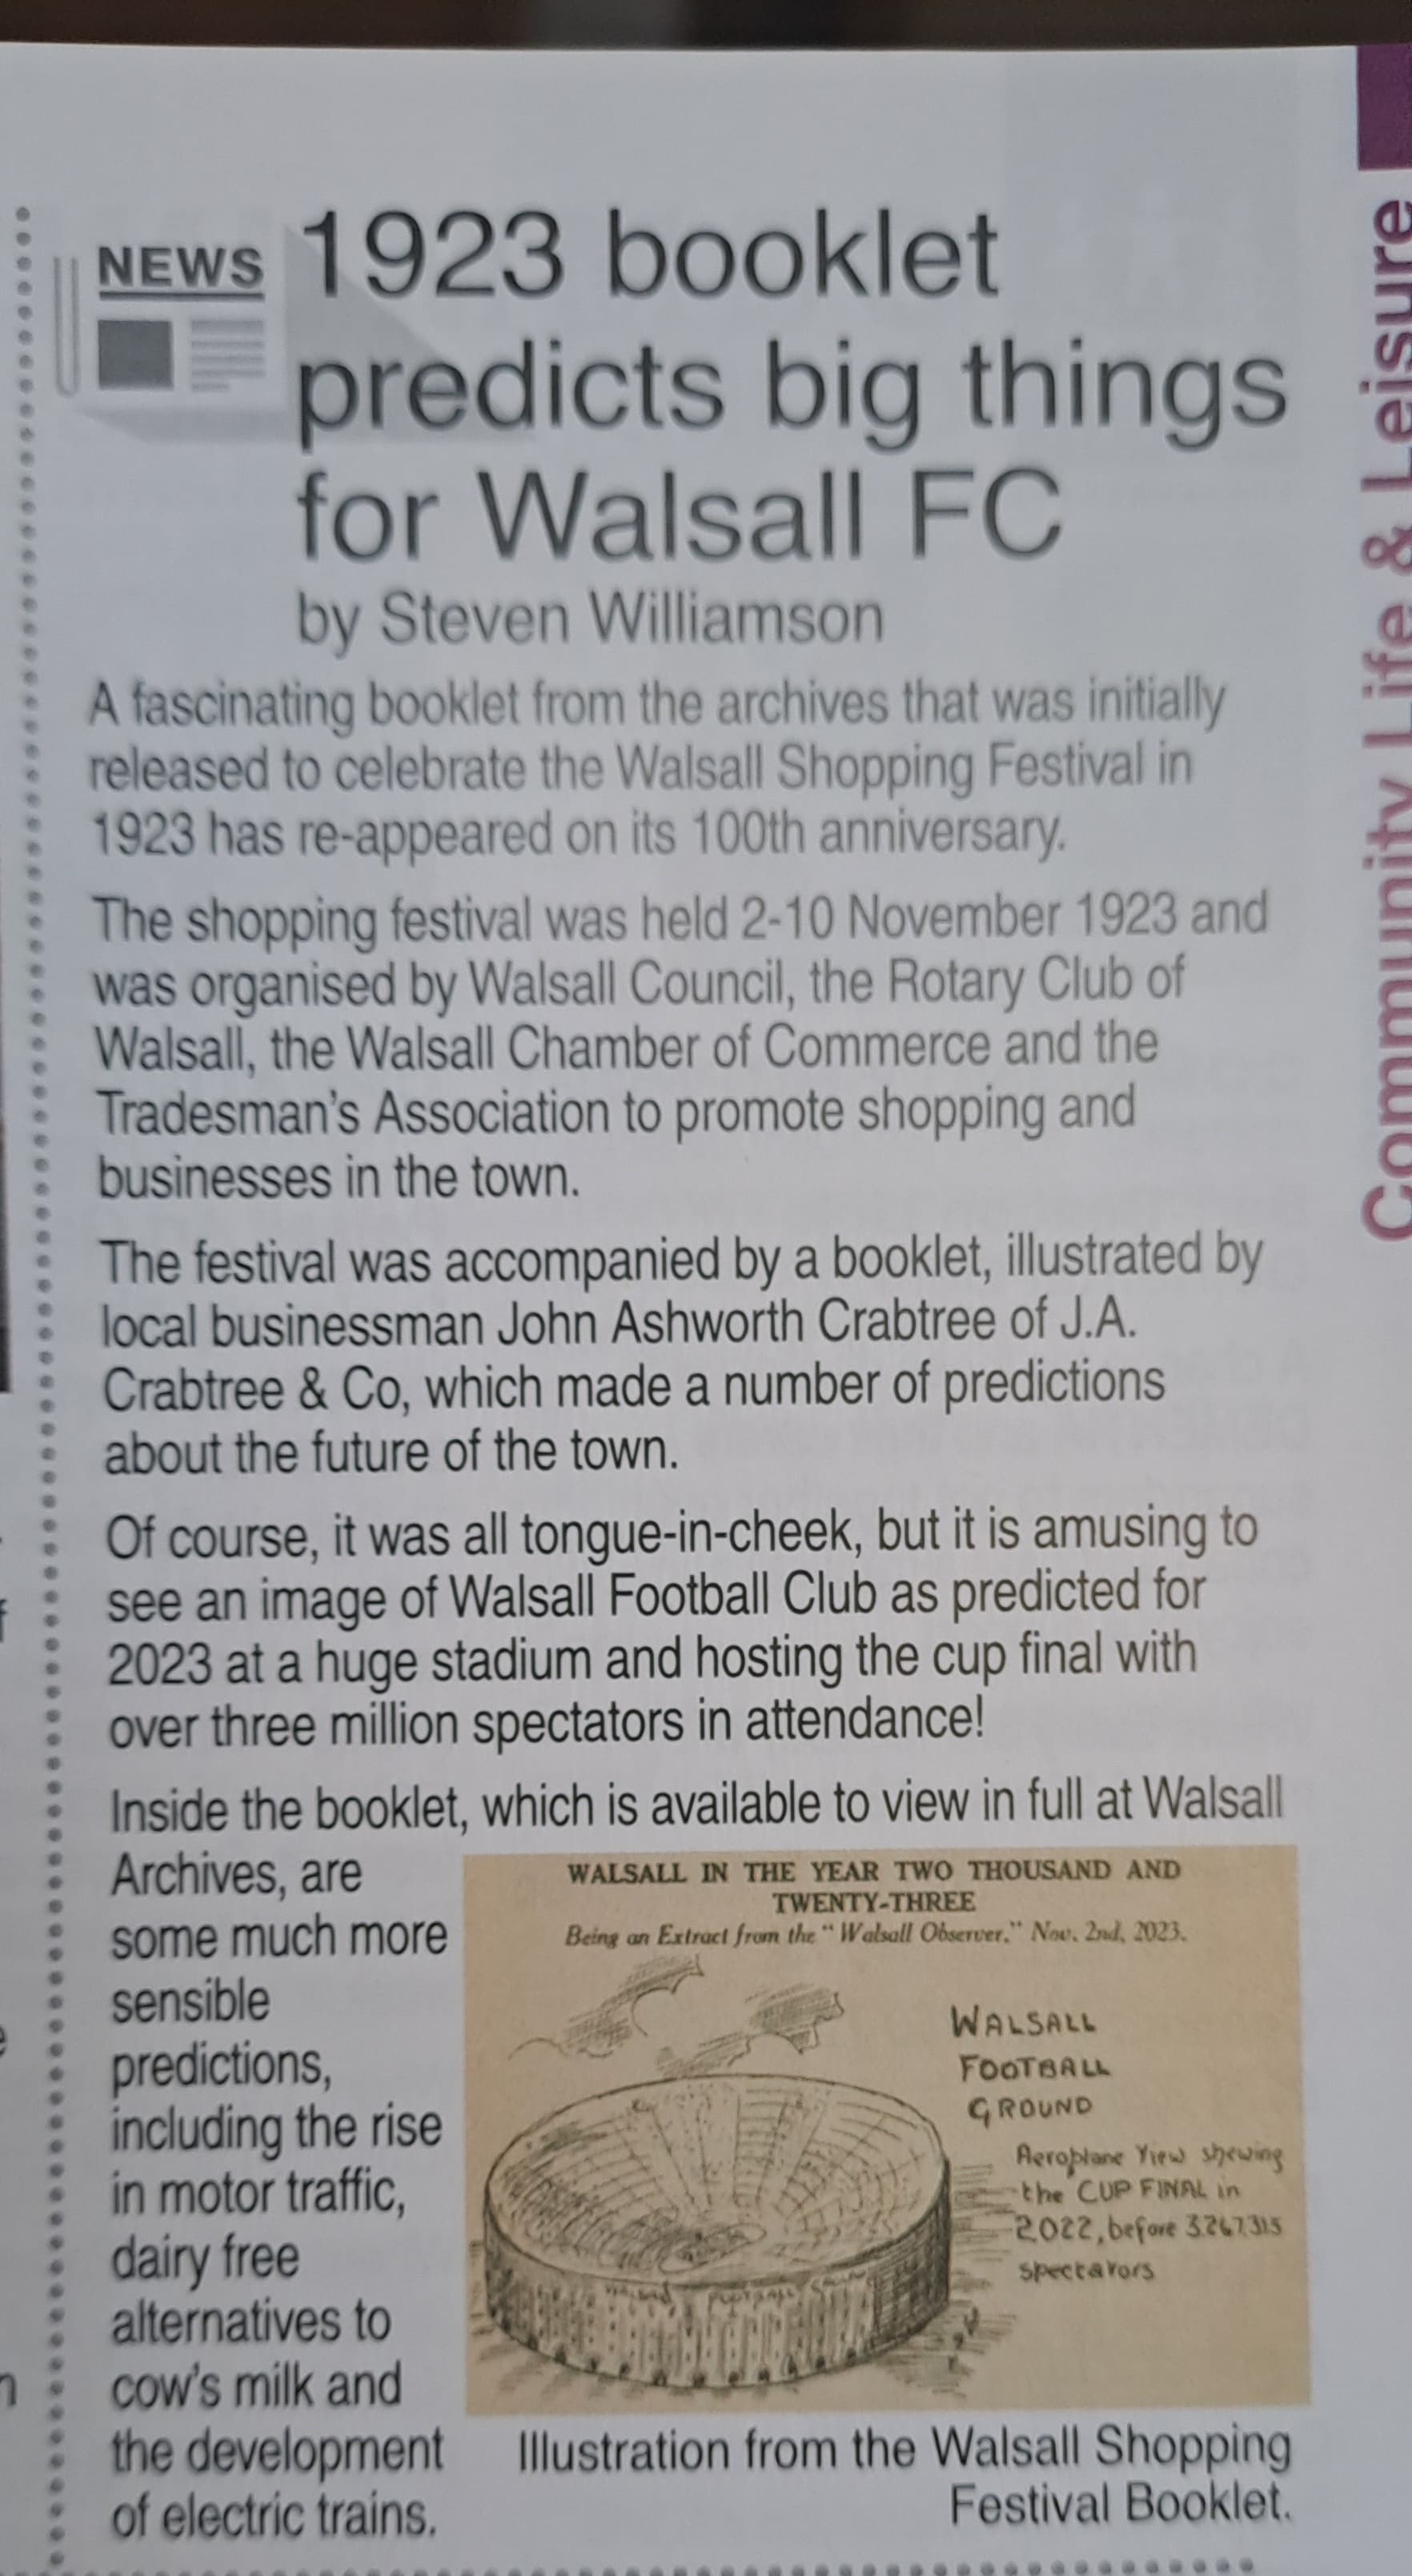 NEWS
1923 booklet
predicts big things
for Walsall FC
by Steven Williamson
A fascinating booklet from the archives that was initially
released to celebrate the Walsall Shopping Festival in
1923 has re-appeared on its 100th anniversary.
The shopping festival was held 2-10 November 1923 and
was organised by Walsall Council, the Rotary Club of
Walsall, the Walsall Chamber of Commerce and the
Tradesman's Association to promote shopping and
businesses in the town.
The festival was accompanied by a booklet, illustrated by
local businessman John Ashworth Crabtree of J.A.
Crabtree & Co, which made a number of predictions
about the future of the town.
Of course, it was all tongue-in-cheek, but it is amusing to
see an image of Walsall Football Club as predicted for
2023 at a huge stadium and hosting the cup final with
over three million spectators in attendance!
Inside the booklet, which is available to view in full at Walsall
Archives, are
some much more
sensible
predictions,
including the rise
in motor traffic,
dairy free
alternatives to
cow's milk and
the development
of electric trains.
WALSALL IN THE YEAR TWO THOUSAND AND
TWENTY-THREE
Being an Extract from the "Walsall Observer," Nov. 2nd, 2023.
WALSALL
FOOTBALL
GROUND
Aeroplane View shewing
the CUP FINAL in
2022, before 3.267.315
spectators
WALSALL FOOTBALL
Illustration from the Walsall Shopping
Festival Booklet.
Community Life & Leisure